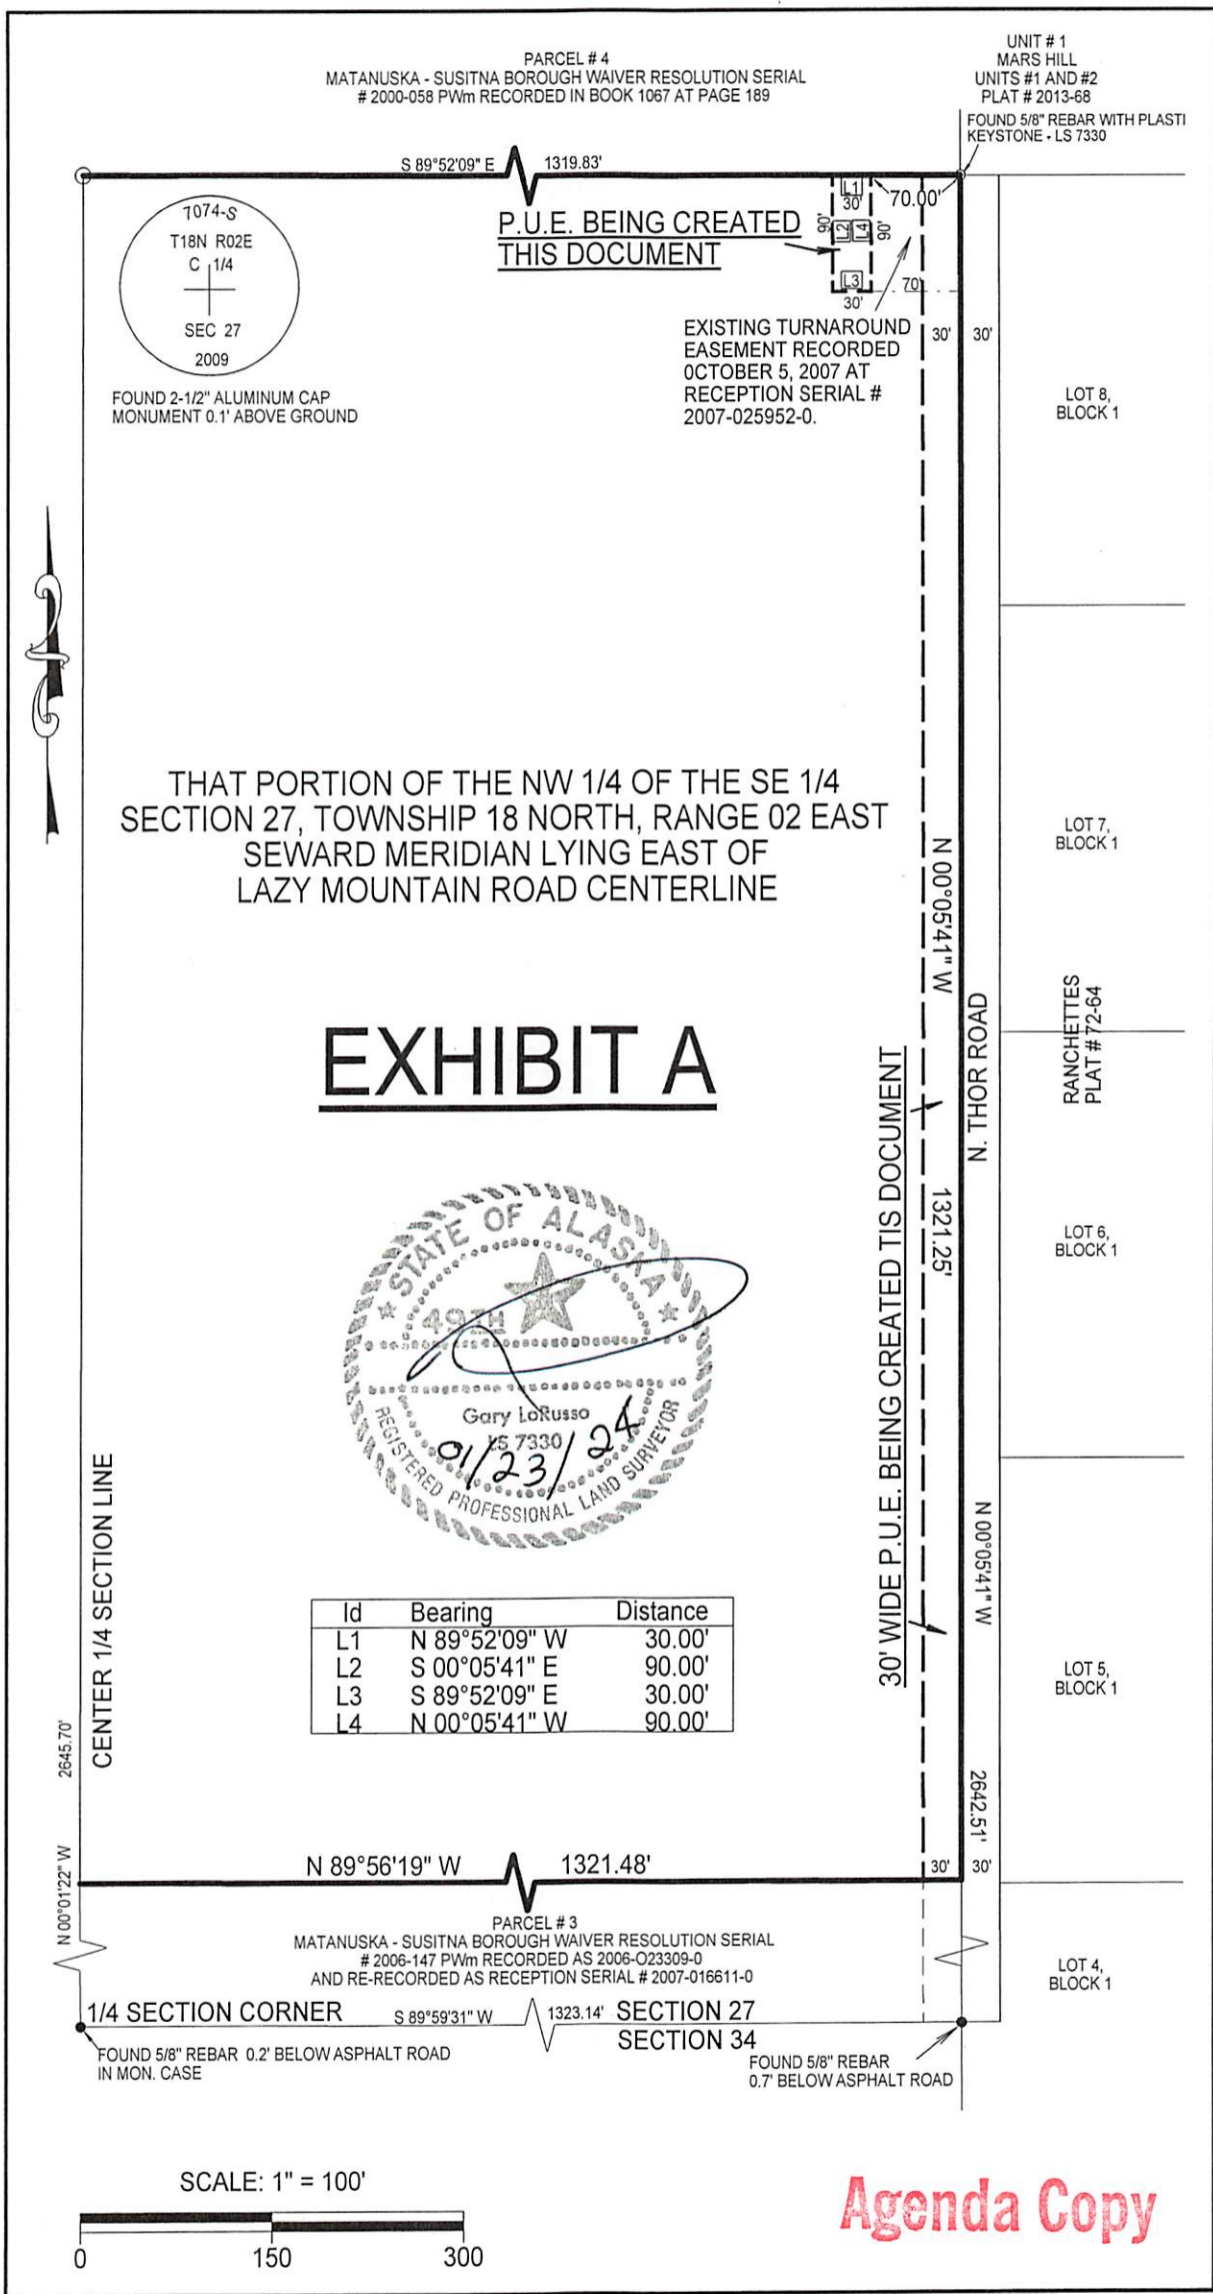 PARCEL # 4
MATANUSKA - SUSITNA BOROUGH WAIVER RESOLUTION SERIAL
# 2000-058 PWm RECORDED IN BOOK 1067 AT PAGE 189
UNIT # 1
MARS HILL
UNITS #1 AND #2
PLAT # 2013-68
FOUND 5/8" REBAR WITH PLASTI
KEYSTONE - LS 7330
S 89°52'09" E 1319.83'
L1
30'
70.00'
90'
L2
L4
90'
L3
30'
70'
P.U.E. BEING CREATED
THIS DOCUMENT
7074-S
T18N R02E
C 1/4
SEC 27
2009
FOUND 2-1/2" ALUMINUM CAP
MONUMENT 0.1' ABOVE GROUND
EXISTING TURNAROUND
EASEMENT RECORDED
0CTOBER 5, 2007 AT
RECEPTION SERIAL #
2007-025952-0.
30' 30'
LOT 8,
BLOCK 1
THAT PORTION OF THE NW 1/4 OF THE SE 1/4
SECTION 27, TOWNSHIP 18 NORTH, RANGE 02 EAST
SEWARD MERIDIAN LYING EAST OF
LAZY MOUNTAIN ROAD CENTERLINE
LOT 7,
BLOCK 1
N 00°05'41" W 1321.25'
N. THOR ROAD
RANCHETTES
PLAT # 72-64
EXHIBIT A
30' WIDE P.U.E. BEING CREATED TIS DOCUMENT
LOT 6,
BLOCK 1
STATE OF ALASKA
49TH
Gary LoRusso
LS 7330
01/23/24
REGISTERED PROFESSIONAL LAND SURVEYOR
CENTER 1/4 SECTION LINE
N 00°05'41" W 2642.51'
Id Bearing Distance
L1 N 89°52'09" W 30.00'
L2 S 00°05'41" E 90.00'
L3 S 89°52'09" E 30.00'
L4 N 00°05'41" W 90.00'
LOT 5,
BLOCK 1
N 00°01'22" W 2645.70'
N 89°56'19" W 1321.48'
30' 30'
PARCEL # 3
MATANUSKA - SUSITNA BOROUGH WAIVER RESOLUTION SERIAL
# 2006-147 PWm RECORDED AS 2006-O23309-0
AND RE-RECORDED AS RECEPTION SERIAL # 2007-016611-0
LOT 4,
BLOCK 1
1/4 SECTION CORNER S 89°59'31" W 1323.14' SECTION 27
SECTION 34
FOUND 5/8" REBAR 0.2' BELOW ASPHALT ROAD
IN MON. CASE
FOUND 5/8" REBAR
0.7' BELOW ASPHALT ROAD
SCALE: 1" = 100'
0 150 300
Agenda Copy